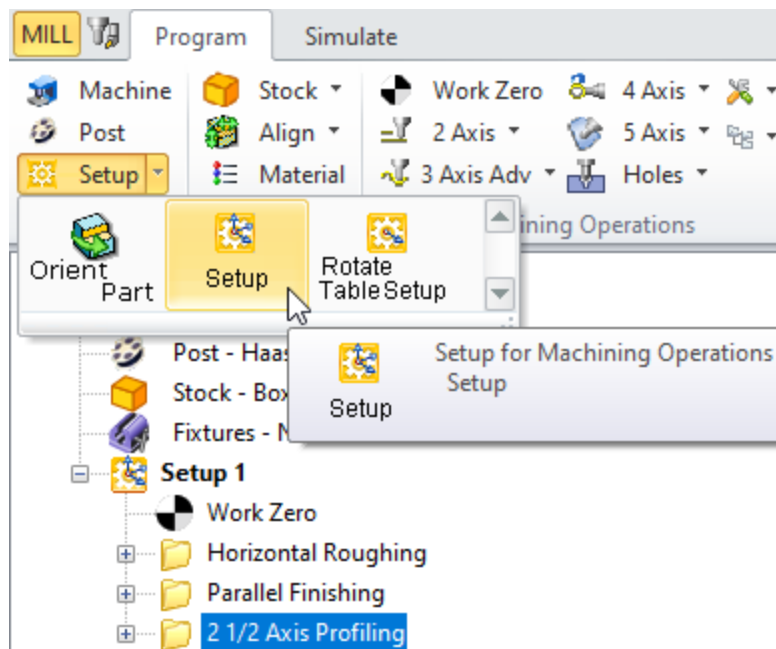 MILL Program Simulate
Machine Stock Work Zero 4 Axis
Post Align 2 Axis 5 Axis
Setup Material 3 Axis Adv Holes
ining Operations
Orient Part Setup Rotate Table Setup
Setup for Machining Operations
Setup
Setup
Post - Haas
Stock - Box
Fixtures - N
Setup 1
Work Zero
Horizontal Roughing
Parallel Finishing
2 1/2 Axis Profiling